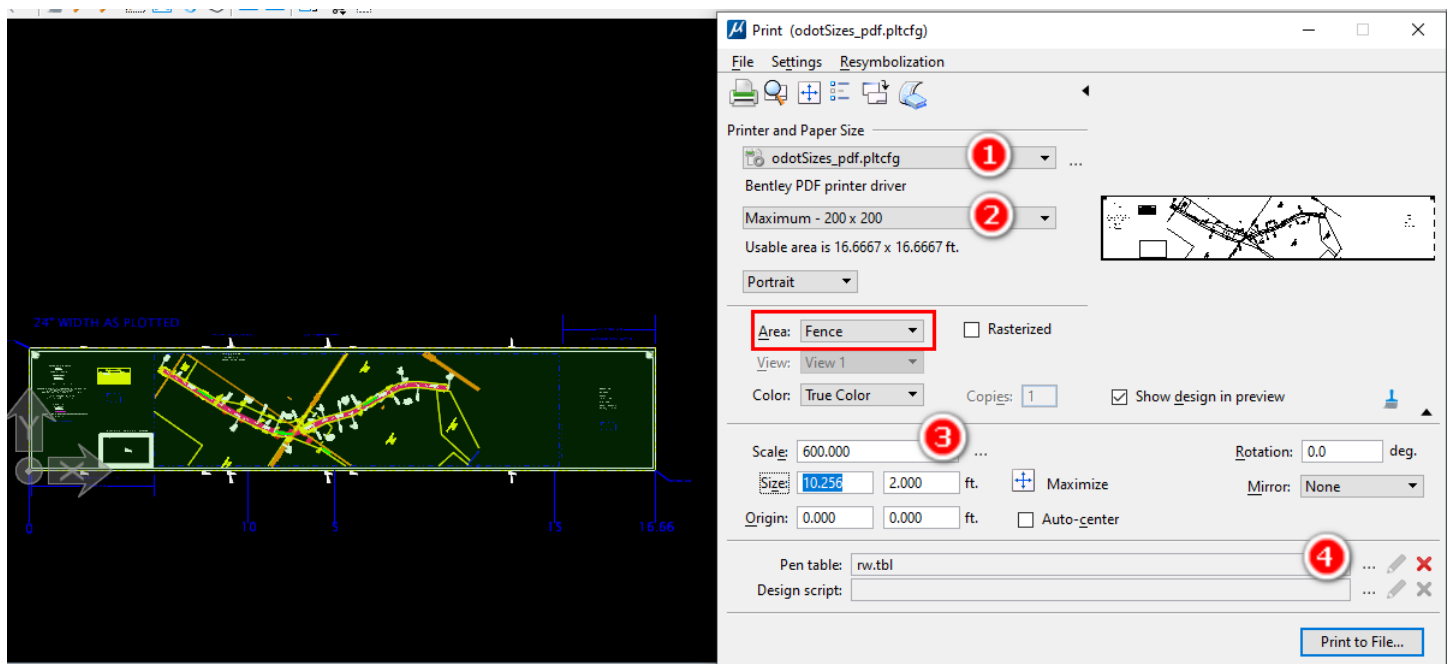 Print (odotSizes_pdf.pltcfg)
File Settings Resymbolization
Printer and Paper Size
odotSizes_pdf.pltcfg
1
...
Bentley PDF printer driver
Maximum - 200 x 200
2
Usable area is 16.6667 x 16.6667 ft.
Portrait
24" WIDTH AS PLOTTED
Area: Fence
Rasterized
View: View 1
Color: True Color
Copies: 1
Show design in preview
3
Scale: 600.000
...
Rotation: 0.0 deg.
Size: 10.256 2.000 ft.
Maximize
Mirror: None
Origin: 0.000 0.000 ft.
Auto-center
Y
X
0 10 5 15 16.66
Pen table: rw.tbl
4
...
Design script:
...
Print to File...